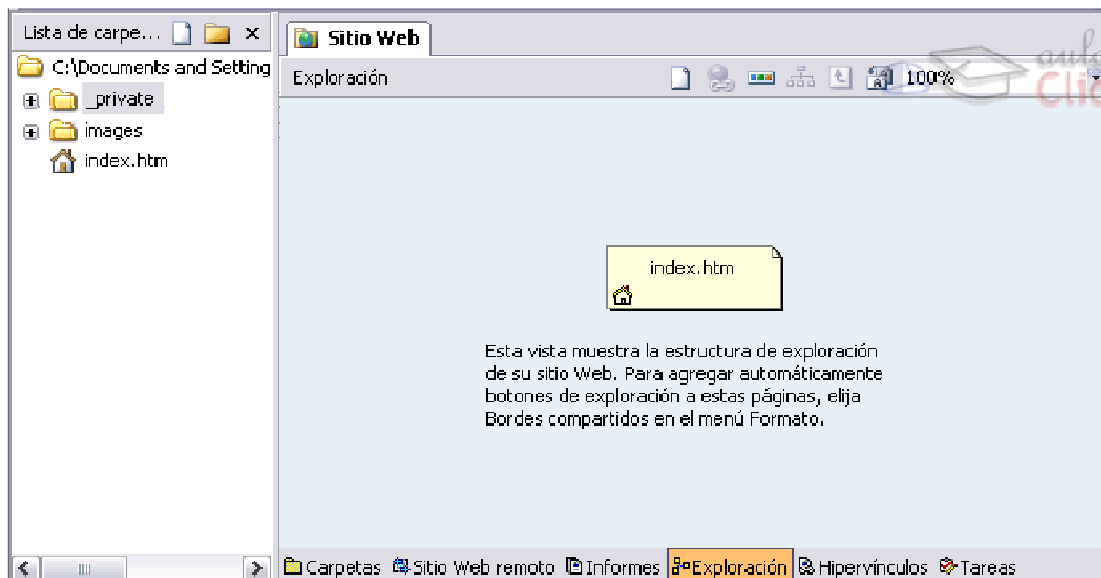 Lista de carpe...
C:\Documents and Setting
_private
images
index.htm
Sitio Web
Exploración
100%
aula
Clic
index.htm
Esta vista muestra la estructura de exploración
de su sitio Web. Para agregar automáticamente
botones de exploración a estas páginas, elija
Bordes compartidos en el menú Formato.
Carpetas Sitio Web remoto Informes Exploración Hipervínculos Tareas